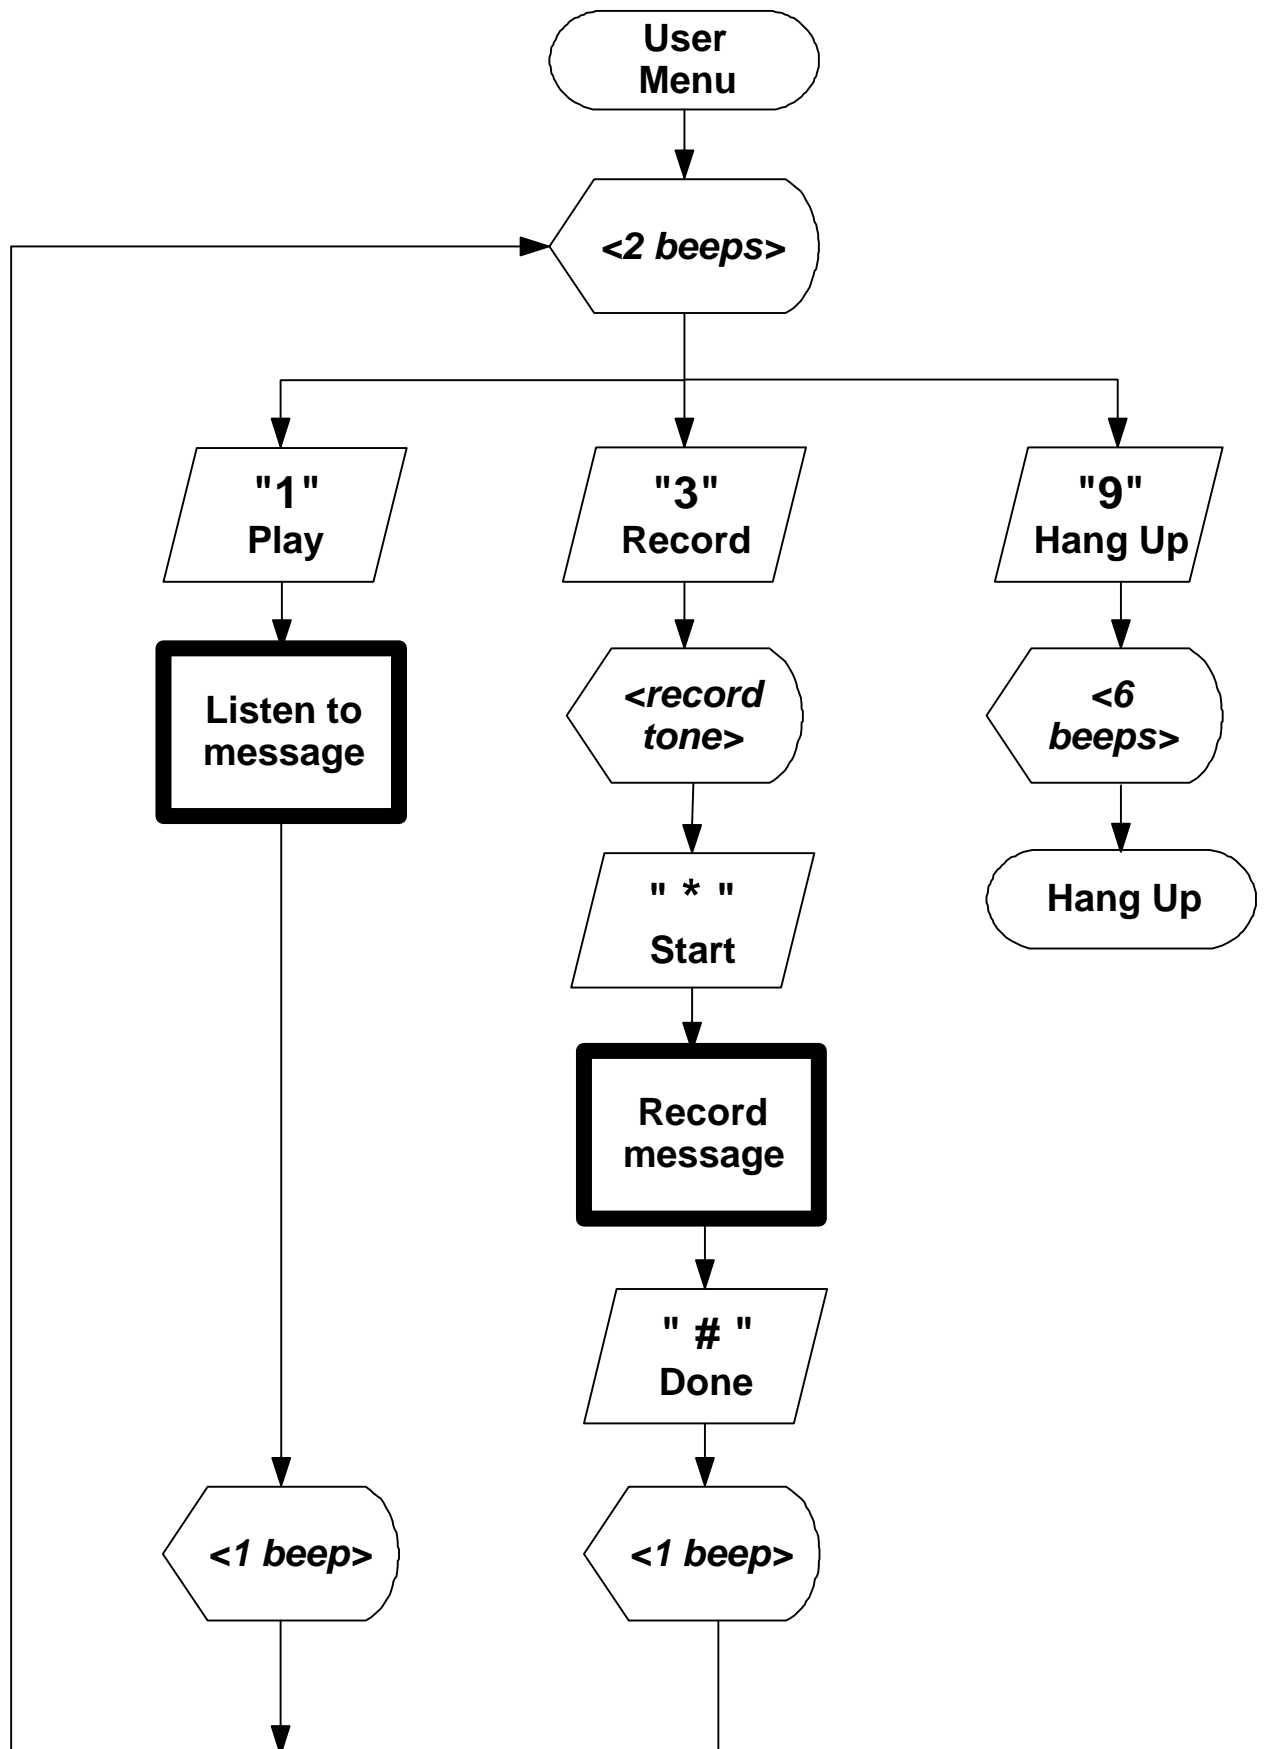 User
Menu
<2 beeps>
"1"
Play
"3"
Record
"9"
Hang Up
Listen to
message
<record
tone>
<6
beeps>
" * "
Start
Hang Up
Record
message
" # "
Done
<1 beep>
<1 beep>